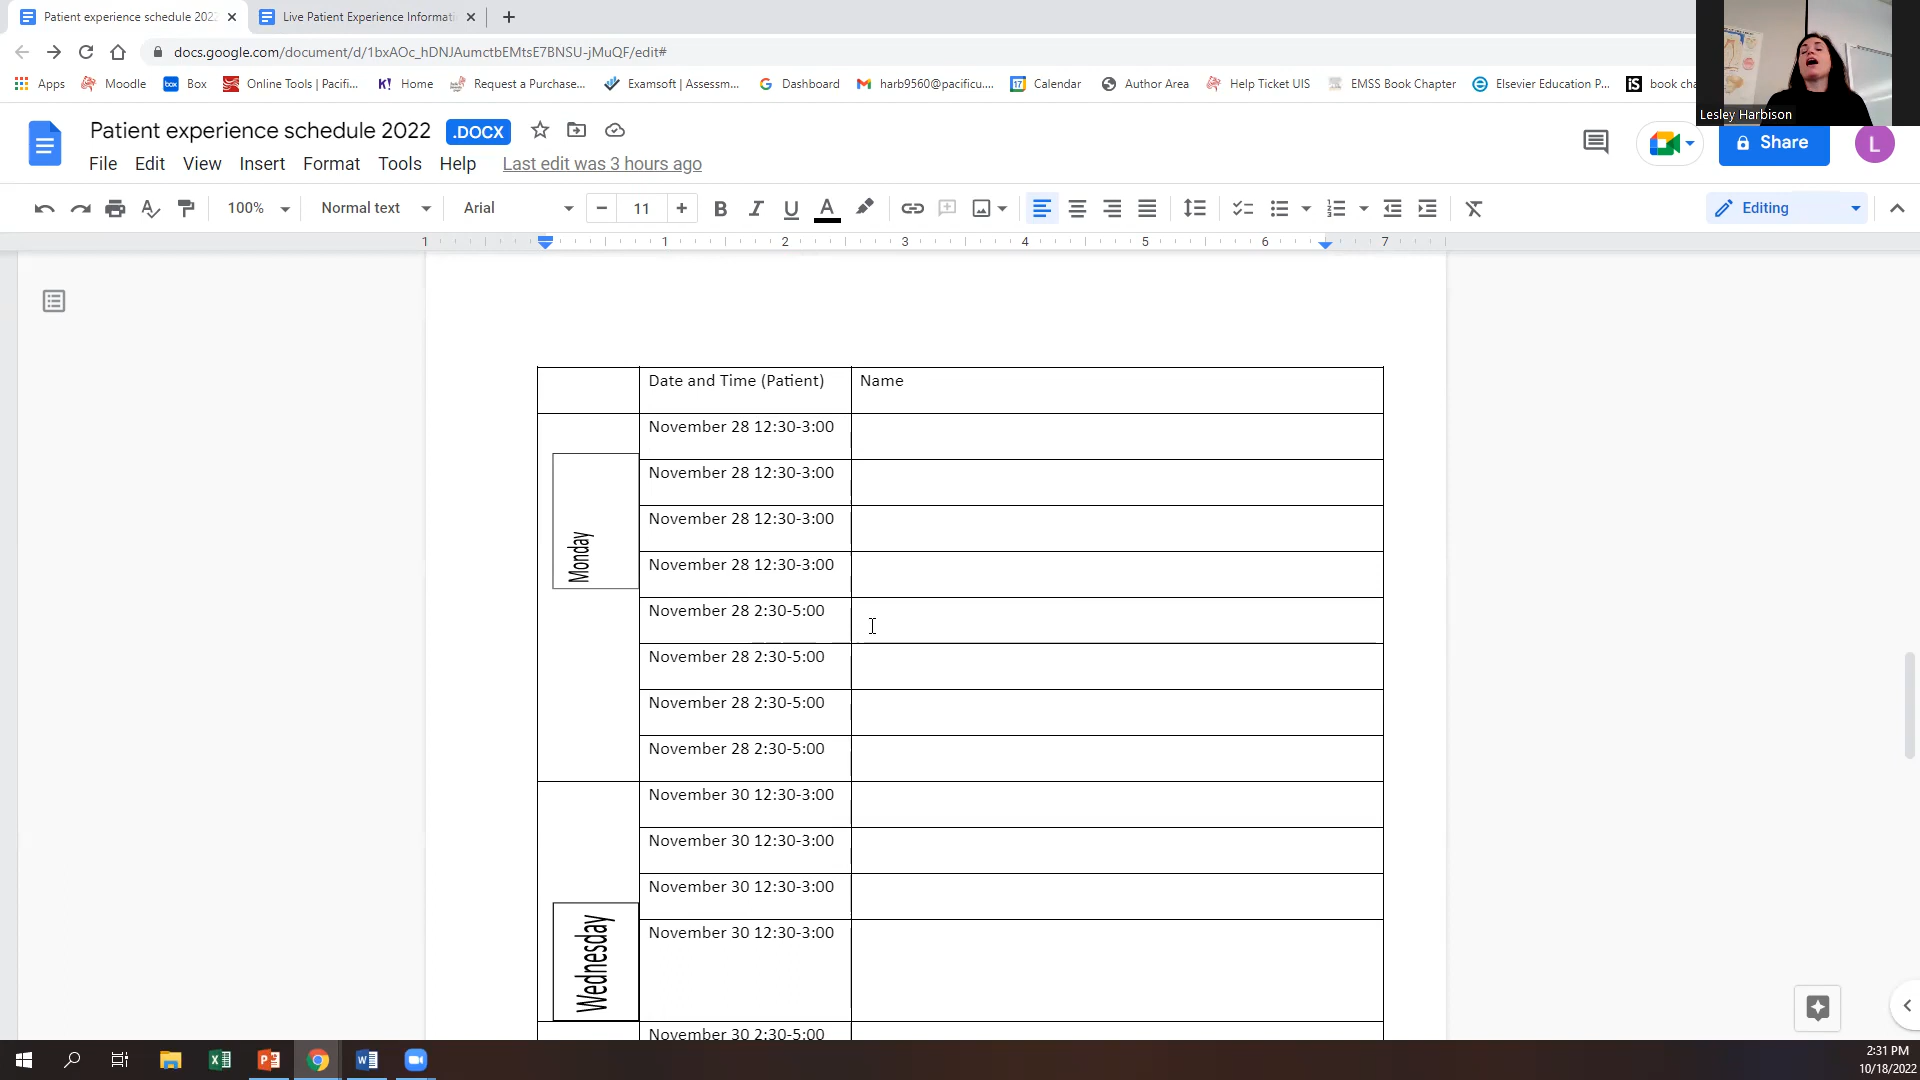 Patient experience schedule 202
Live Patient Experience Informati
docs.google.com/document/d/1bxAOc_hDNJAumctbEMtsE7BNSU-jMuQF/edit#
Apps Moodle Box Online Tools | Pacifi... K! Home Request a Purchase... Examsoft | Assessm... Dashboard harb9560@pacificu.... Calendar Author Area Help Ticket UIS EMSS Book Chapter Elsevier Education P... book cha
Lesley Harbison
Patient experience schedule 2022 .DOCX
Share
L
File Edit View Insert Format Tools Help Last edit was 3 hours ago
100% Normal text Arial 11 B I U A Editing
1 1 2 3 4 5 6 7
Date and Time (Patient) Name
November 28 12:30-3:00
November 28 12:30-3:00
November 28 12:30-3:00
November 28 12:30-3:00
Monday
November 28 2:30-5:00
November 28 2:30-5:00
November 28 2:30-5:00
November 28 2:30-5:00
November 30 12:30-3:00
November 30 12:30-3:00
November 30 12:30-3:00
November 30 12:30-3:00
Wednesday
November 30 2:30-5:00
2:31 PM
10/18/2022